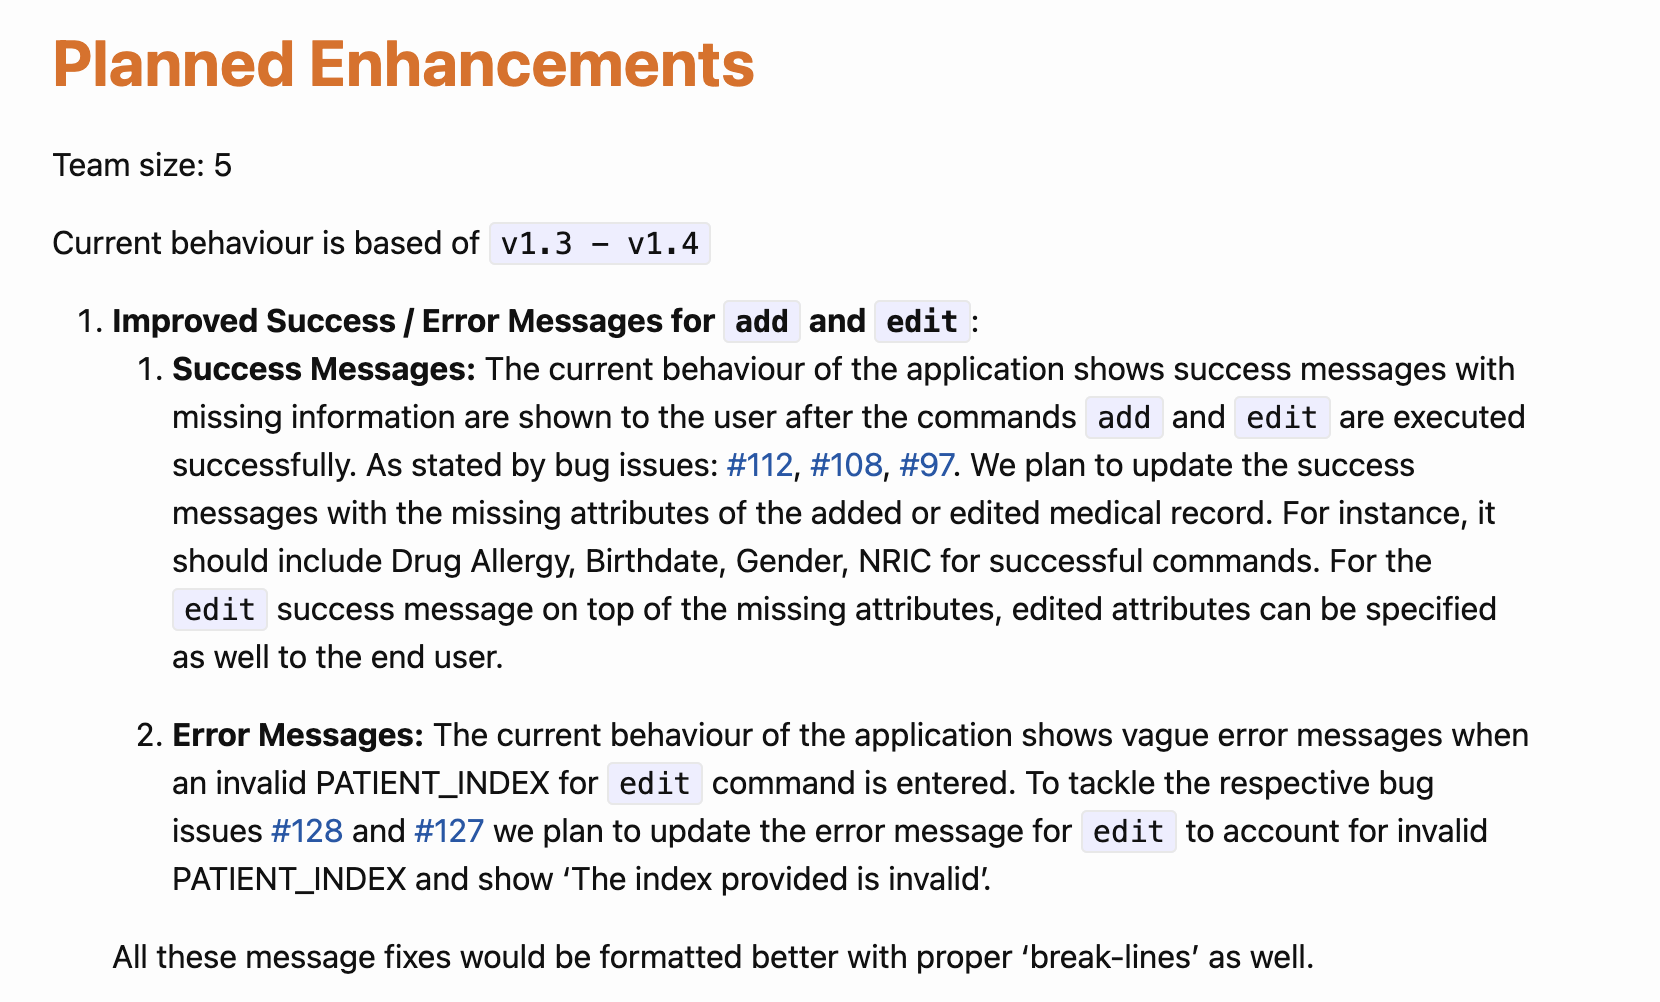 Planned Enhancements
Team size: 5
Current behaviour is based of v1.3 – v1.4
1. Improved Success / Error Messages for add and edit:
1. Success Messages: The current behaviour of the application shows success messages with
missing information are shown to the user after the commands add and edit are executed
successfully. As stated by bug issues: #112, #108, #97. We plan to update the success
messages with the missing attributes of the added or edited medical record. For instance, it
should include Drug Allergy, Birthdate, Gender, NRIC for successful commands. For the
edit success message on top of the missing attributes, edited attributes can be specified
as well to the end user.
2. Error Messages: The current behaviour of the application shows vague error messages when
an invalid PATIENT_INDEX for edit command is entered. To tackle the respective bug
issues #128 and #127 we plan to update the error message for edit to account for invalid
PATIENT_INDEX and show ‘The index provided is invalid’.
All these message fixes would be formatted better with proper ‘break-lines’ as well.